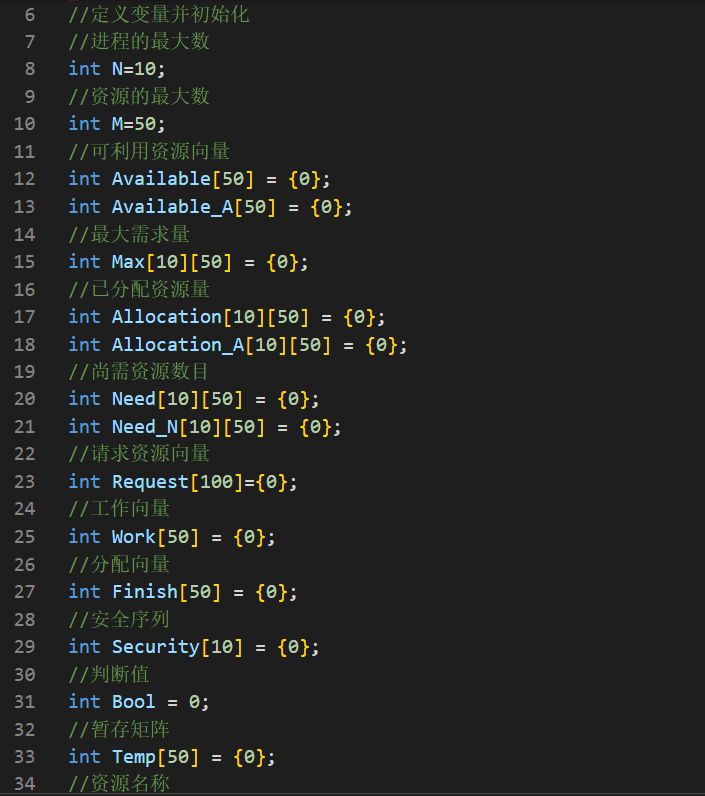 6 //定义变量并初始化
7 //进程的最大数
8 int N=10;
9 //资源的最大数
10 int M=50;
11 //可利用资源向量
12 int Available[50] = {0};
13 int Available_A[50] = {0};
14 //最大需求量
15 int Max[10][50] = {0};
16 //已分配资源量
17 int Allocation[10][50] = {0};
18 int Allocation_A[10][50] = {0};
19 //尚需资源数目
20 int Need[10][50] = {0};
21 int Need_N[10][50] = {0};
22 //请求资源向量
23 int Request[100]={0};
24 //工作向量
25 int Work[50] = {0};
26 //分配向量
27 int Finish[50] = {0};
28 //安全序列
29 int Security[10] = {0};
30 //判断值
31 int Bool = 0;
32 //暂存矩阵
33 int Temp[50] = {0};
34 //资源名称